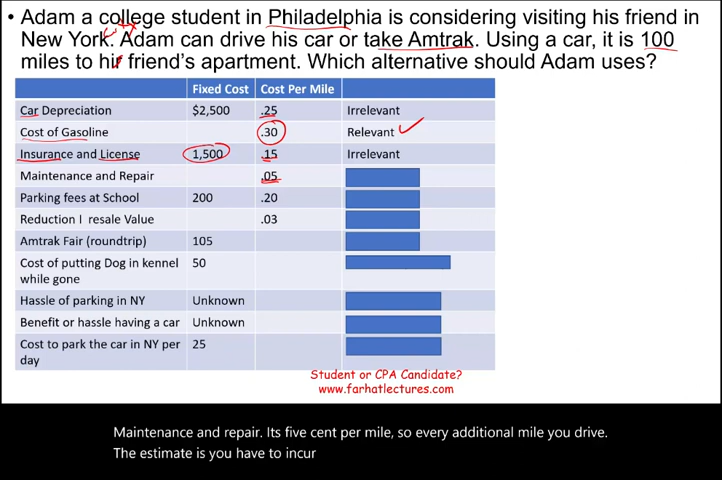 • Adam a college student in Philadelphia is considering visiting his friend in
New York. Adam can drive his car or take Amtrak. Using a car, it is 100
miles to his friend's apartment. Which alternative should Adam uses?
Fixed Cost Cost Per Mile
Car Depreciation $2,500 .25 Irrelevant
Cost of Gasoline .30 Relevant
Insurance and License 1,500 .15 Irrelevant
Maintenance and Repair .05
Parking fees at School 200 .20
Reduction I resale Value .03
Amtrak Fair (roundtrip) 105
Cost of putting Dog in kennel 50
while gone
Hassle of parking in NY Unknown
Benefit or hassle having a car Unknown
Cost to park the car in NY per 25
day
Student or CPA Candidate?
www.farhatlectures.com
Maintenance and repair. Its five cent per mile, so every additional mile you drive.
The estimate is you have to incur